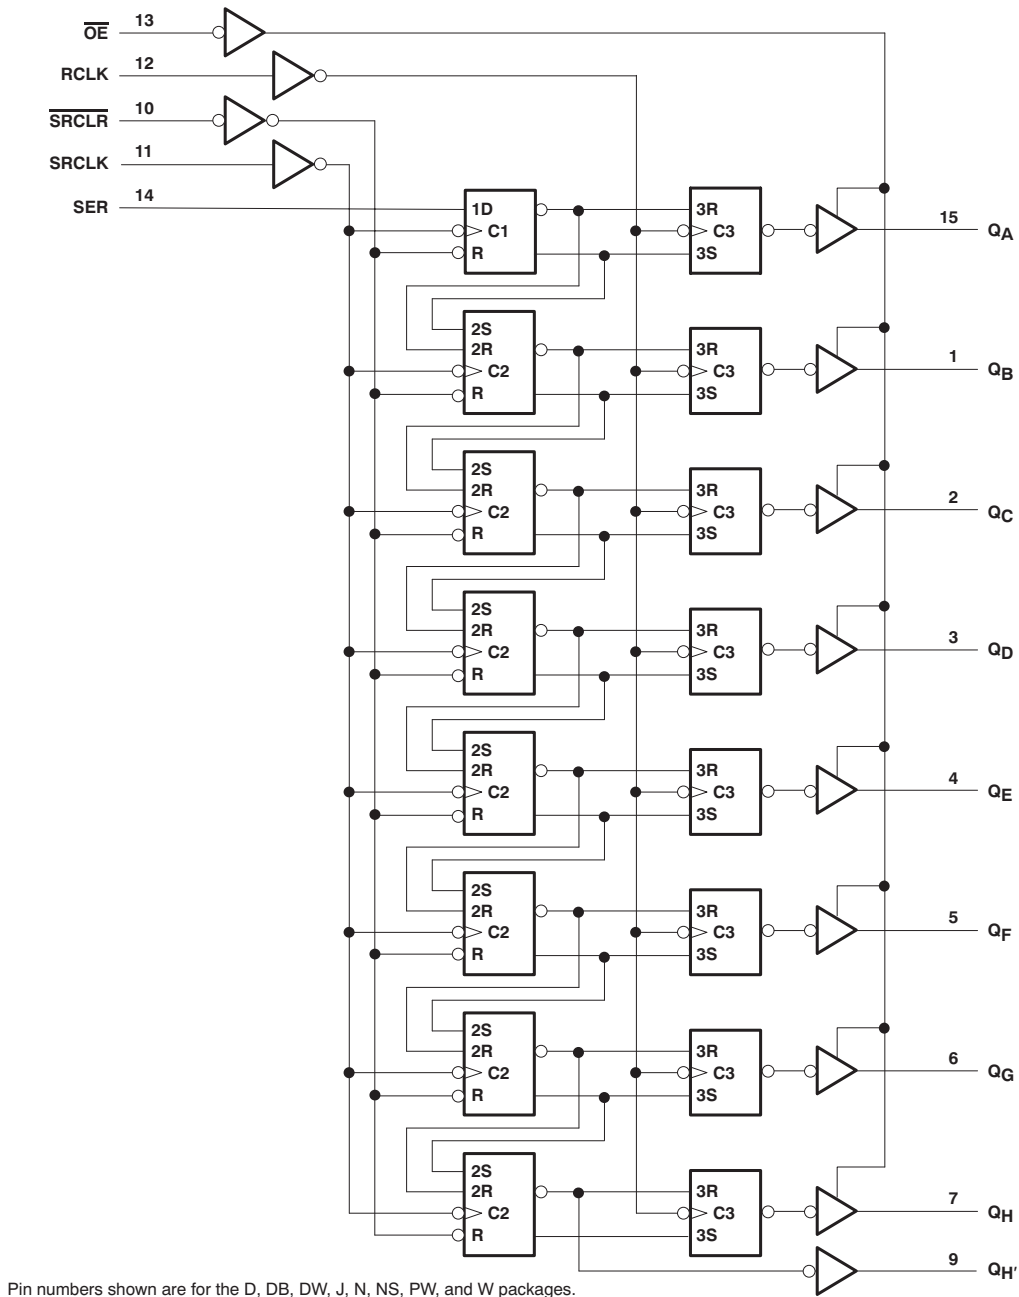 OE 13
RCLK 12
SRCLR 10
SRCLK 11
SER 14
1D
C1
R
3R
C3
3S
15 QA
2S
2R
C2
R
3R
C3
3S
1 QB
2S
2R
C2
R
3R
C3
3S
2 QC
2S
2R
C2
R
3R
C3
3S
3 QD
2S
2R
C2
R
3R
C3
3S
4 QE
2S
2R
C2
R
3R
C3
3S
5 QF
2S
2R
C2
R
3R
C3
3S
6 QG
2S
2R
C2
R
3R
C3
3S
7 QH
9 QH'
Pin numbers shown are for the D, DB, DW, J, N, NS, PW, and W packages.